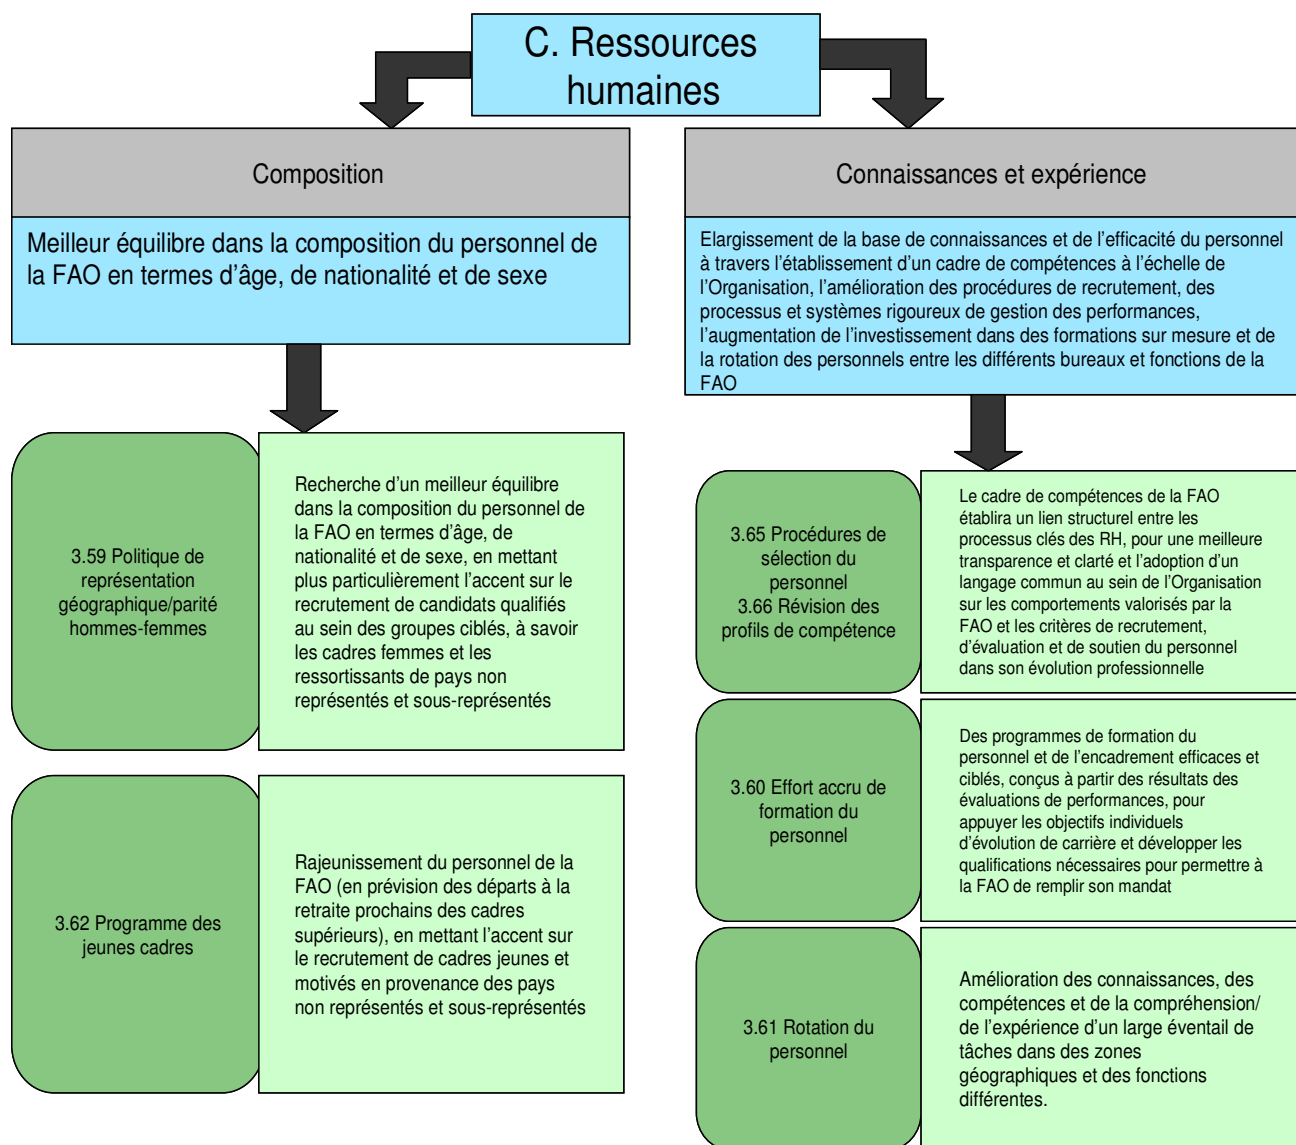 C. Ressources
humaines
Composition
Meilleur équilibre dans la composition du personnel de
la FAO en termes d’âge, de nationalité et de sexe
3.59 Politique de
représentation
géographique/parité
hommes-femmes
Recherche d’un meilleur équilibre
dans la composition du personnel de
la FAO en termes d’âge, de
nationalité et de sexe, en mettant
plus particulièrement l’accent sur le
recrutement de candidats qualifiés
au sein des groupes ciblés, à savoir
les cadres femmes et les
ressortissants de pays non
représentés et sous-représentés
3.62 Programme des
jeunes cadres
Rajeunissement du personnel de la
FAO (en prévision des départs à la
retraite prochains des cadres
supérieurs), en mettant l’accent sur
le recrutement de cadres jeunes et
motivés en provenance des pays
non représentés et sous-représentés
Connaissances et expérience
Elargissement de la base de connaissances et de l’efficacité du personnel
à travers l’établissement d’un cadre de compétences à l’échelle de
l’Organisation, l’amélioration des procédures de recrutement, des
processus et systèmes rigoureux de gestion des performances,
l’augmentation de l’investissement dans des formations sur mesure et de
la rotation des personnels entre les différents bureaux et fonctions de la
FAO
3.65 Procédures de
sélection du
personnel
3.66 Révision des
profils de compétence
Le cadre de compétences de la FAO
établira un lien structurel entre les
processus clés des RH, pour une meilleure
transparence et clarté et l’adoption d’un
langage commun au sein de l’Organisation
sur les comportements valorisés par la
FAO et les critères de recrutement,
d’évaluation et de soutien du personnel
dans son évolution professionnelle
3.60 Effort accru de
formation du
personnel
Des programmes de formation du
personnel et de l’encadrement efficaces et
ciblés, conçus à partir des résultats des
évaluations de performances, pour
appuyer les objectifs individuels
d’évolution de carrière et développer les
qualifications nécessaires pour permettre à
la FAO de remplir son mandat
3.61 Rotation du
personnel
Amélioration des connaissances, des
compétences et de la compréhension/
de l’expérience d’un large éventail de
tâches dans des zones
géographiques et des fonctions
différentes.